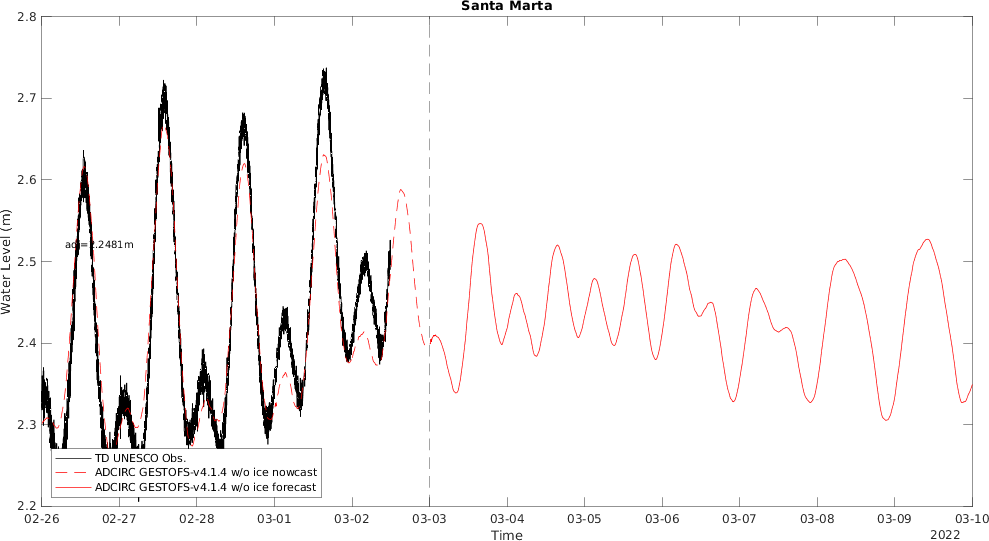 Santa Marta
2.8
2.7
2.6
2.5
2.4
2.3
2.2
Water Level (m)
adj=2.2481m
TD UNESCO Obs.
ADCIRC GESTOFS-v4.1.4 w/o ice nowcast
ADCIRC GESTOFS-v4.1.4 w/o ice forecast
02-26 02-27 02-28 03-01 03-02 03-03 03-04 03-05 03-06 03-07 03-08 03-09 03-10
Time
2022